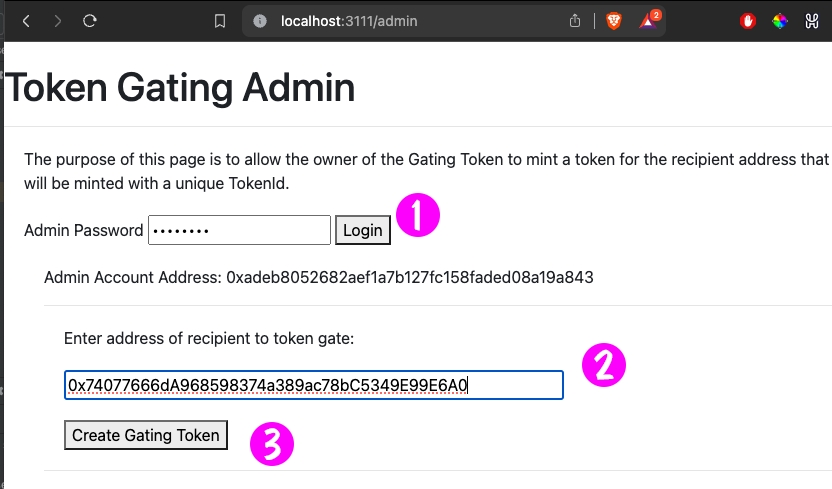 localhost:3111/admin
2
Token Gating Admin
The purpose of this page is to allow the owner of the Gating Token to mint a token for the recipient address that
will be minted with a unique TokenId.
Admin Password •••••••• Login
1
Admin Account Address: 0xadeb8052682aef1a7b127fc158faded08a19a843
Enter address of recipient to token gate:
0x74077666dA968598374a389ac78bC5349E99E6A0
2
Create Gating Token
3